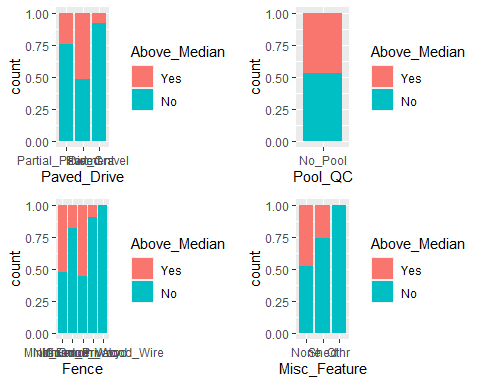 1.00
0.75
0.50
0.25
0.00
count
Paved_Drive
Above_Median
Yes
No
1.00
0.75
0.50
0.25
0.00
count
No_Pool
Pool_QC
Above_Median
Yes
No
1.00
0.75
0.50
0.25
0.00
count
Fence
Above_Median
Yes
No
1.00
0.75
0.50
0.25
0.00
count
None Shed Othr
Misc_Feature
Above_Median
Yes
No